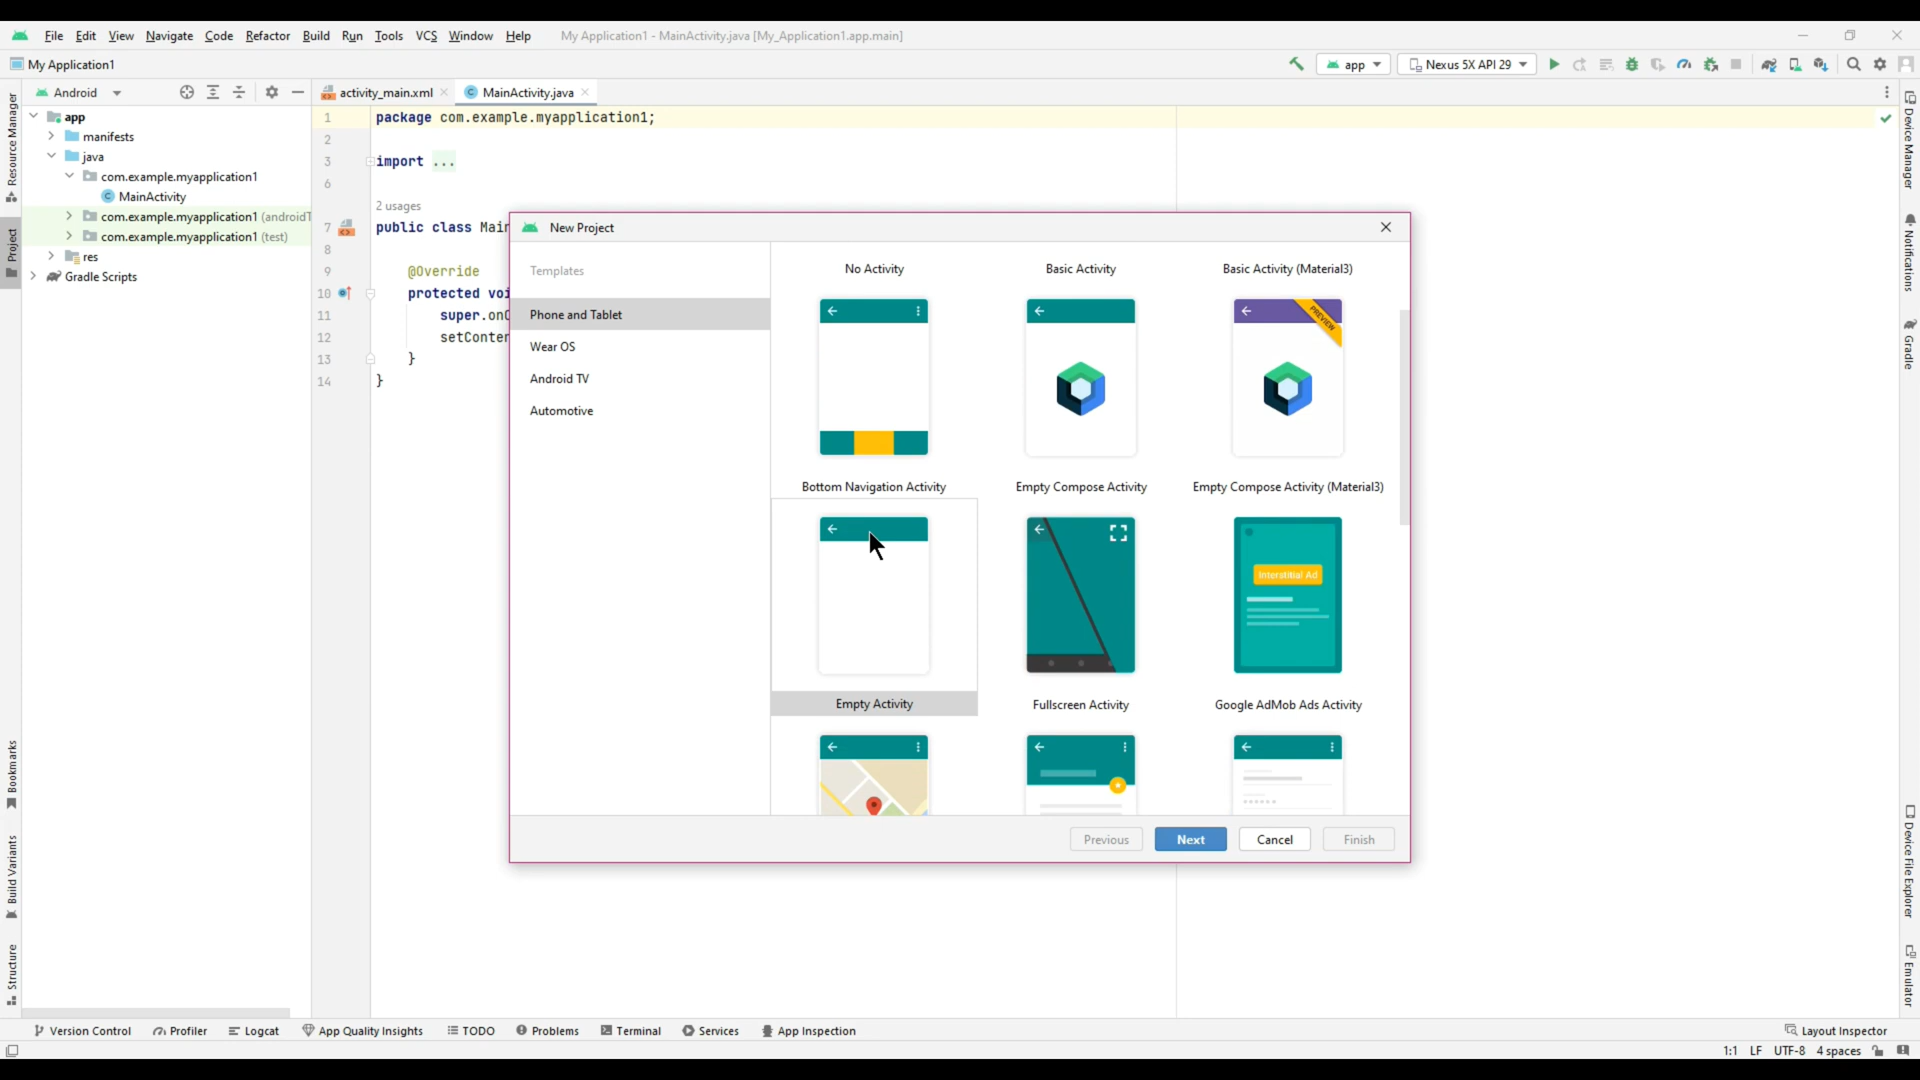 File Edit View Navigate Code Refactor Build Run Tools VCS Window Help My Application1 - MainActivity.java [My_Application1.app.main]
My Application1
app
Nexus 5X API 29
Android
activity_main.xml
MainActivity.java
Resource Manager
Project
Bookmarks
Build Variants
Structure
app
manifests
java
com.example.myapplication1
MainActivity
com.example.myapplication1 (androidT
com.example.myapplication1 (test)
res
Gradle Scripts
1 package com.example.myapplication1;
2
3 import ...
6
2 usages
7 public class Mair
8
9 @Override
10 protected voi
11 super.onC
12 setConter
13 }
14 }
New Project
Templates
Phone and Tablet
Wear OS
Android TV
Automotive
No Activity
Basic Activity
Basic Activity (Material3)
PREVIEW
Bottom Navigation Activity
Empty Compose Activity
Empty Compose Activity (Material3)
Interstitial Ad
Empty Activity
Fullscreen Activity
Google AdMob Ads Activity
Previous
Next
Cancel
Finish
Device Manager
Notifications
Gradle
Device File Explorer
Emulator
Version Control Profiler Logcat App Quality Insights TODO Problems Terminal Services App Inspection Layout Inspector
1:1 LF UTF-8 4 spaces